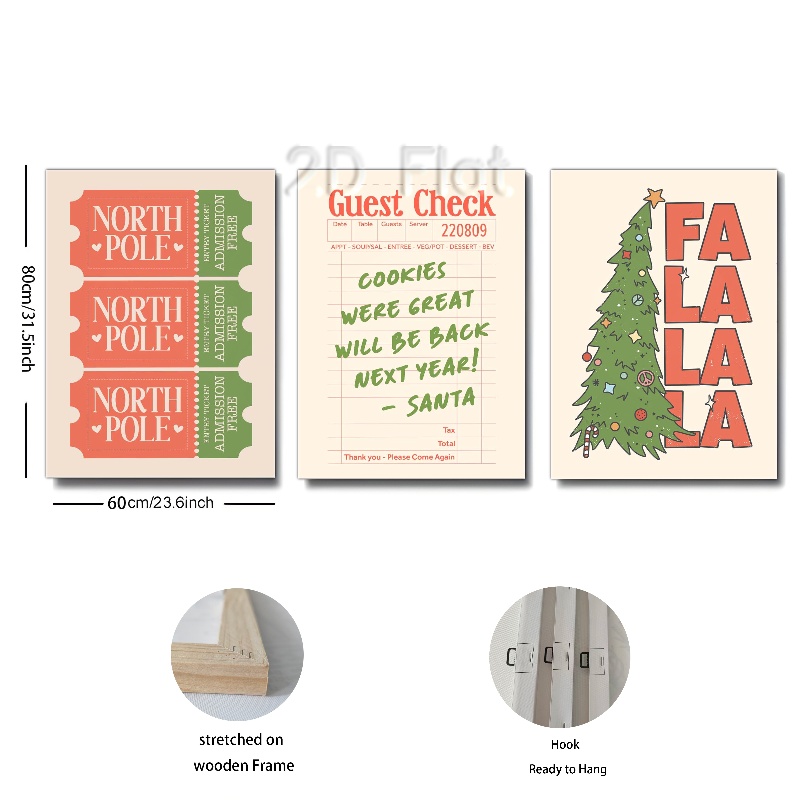 2D Flat
NORTH
POLE
ENTRY TICKET
ADMISSION
FREE
NORTH
POLE
ENTRY TICKET
ADMISSION
FREE
NORTH
POLE
ENTRY TICKET
ADMISSION
FREE
80cm/31.5inch
60cm/23.6inch
Guest Check
Date Table Guests Server
220809
APPT - SOUP/SAL - ENTREE - VEG/POT - DESSERT - BEV
COOKIES
WERE GREAT
WILL BE BACK
NEXT YEAR!
- SANTA
Tax
Total
Thank you - Please Come Again
FA
LA
LA
LA
stretched on
wooden Frame
Hook
Ready to Hang